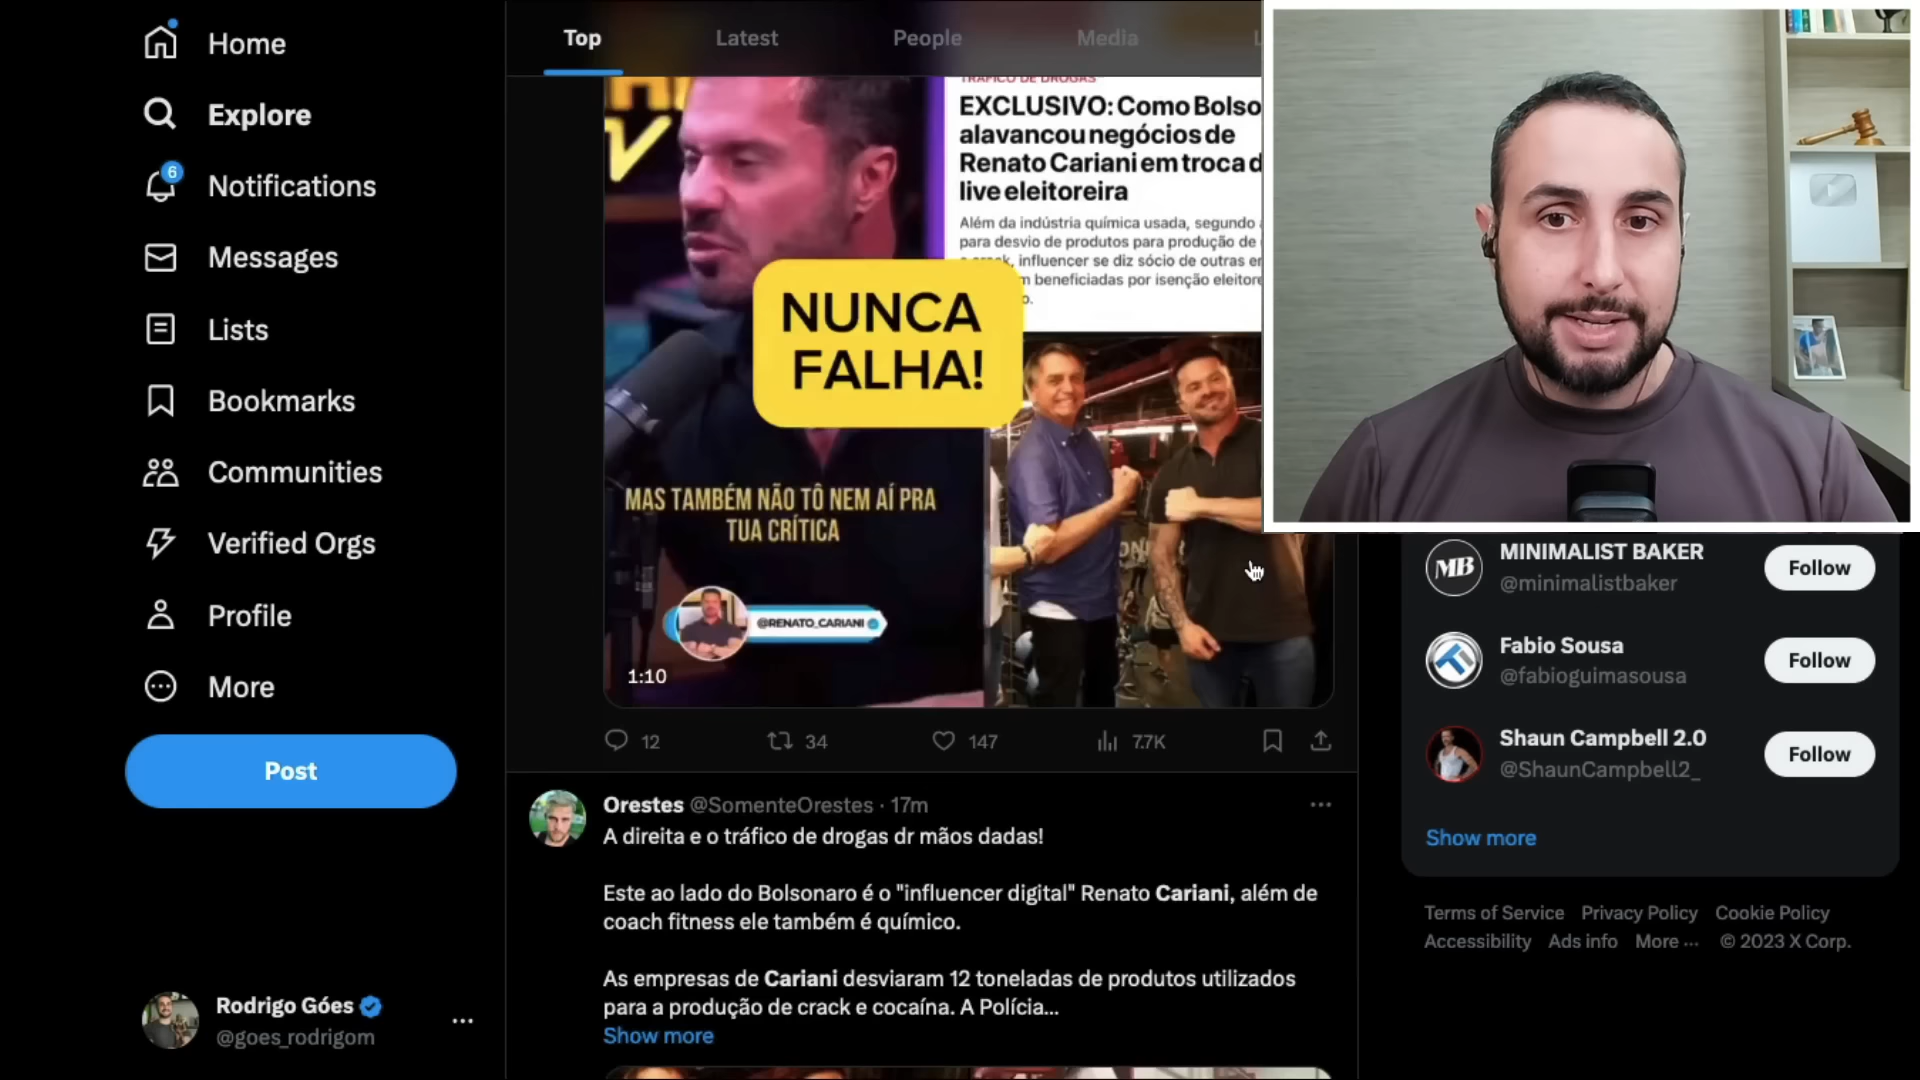 Home
Explore
6
Notifications
Messages
Lists
Bookmarks
Communities
Verified Orgs
Profile
More
Post
Rodrigo Góes
@goes_rodrigom
Top
Latest
People
Media
TRÁFICO DE DROGAS
EXCLUSIVO: Como Bolso
alavancou negócios de
Renato Cariani em troca d
live eleitoreira
Além da indústria química usada, segundo
para desvio de produtos para produção de
influencer se diz sócio de outras
beneficiadas por isenção
NUNCA
FALHA!
MAS TAMBÉM NÃO TÔ NEM AÍ PRA
TUA CRÍTICA
@RENATO_CARIANI
1:10
12
34
147
7.7K
Orestes @SomenteOrestes · 17m
A direita e o tráfico de drogas dr mãos dadas!
Este ao lado do Bolsonaro é o "influencer digital" Renato Cariani, além de
coach fitness ele também é químico.
As empresas de Cariani desviaram 12 toneladas de produtos utilizados
para a produção de crack e cocaína. A Polícia...
Show more
MB
MINIMALIST BAKER
@minimalistbaker
Follow
Fabio Sousa
@fabioguimasousa
Follow
Shaun Campbell 2.0
@ShaunCampbell2_
Follow
Show more
Terms of Service Privacy Policy Cookie Policy
Accessibility Ads info More ··· © 2023 X Corp.